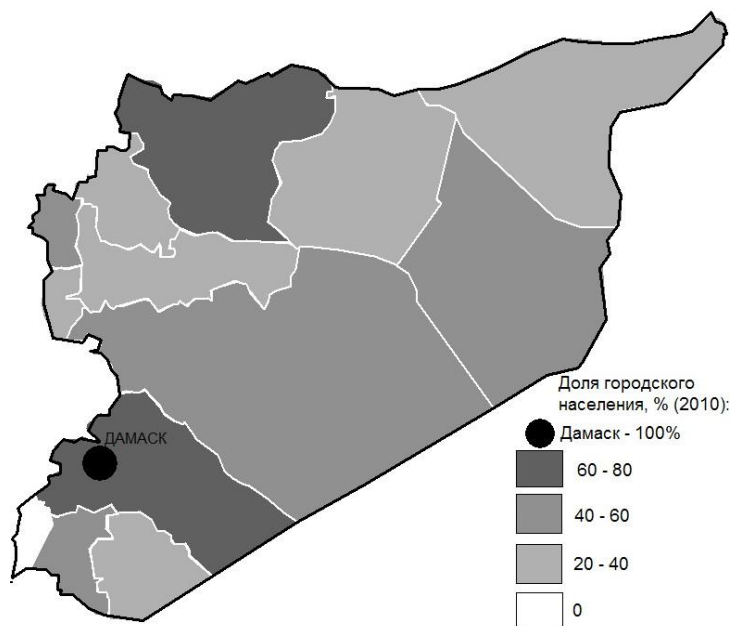 ДАМАСК
Доля городского
населения, % (2010):
Дамаск - 100%
60 - 80
40 - 60
20 - 40
0